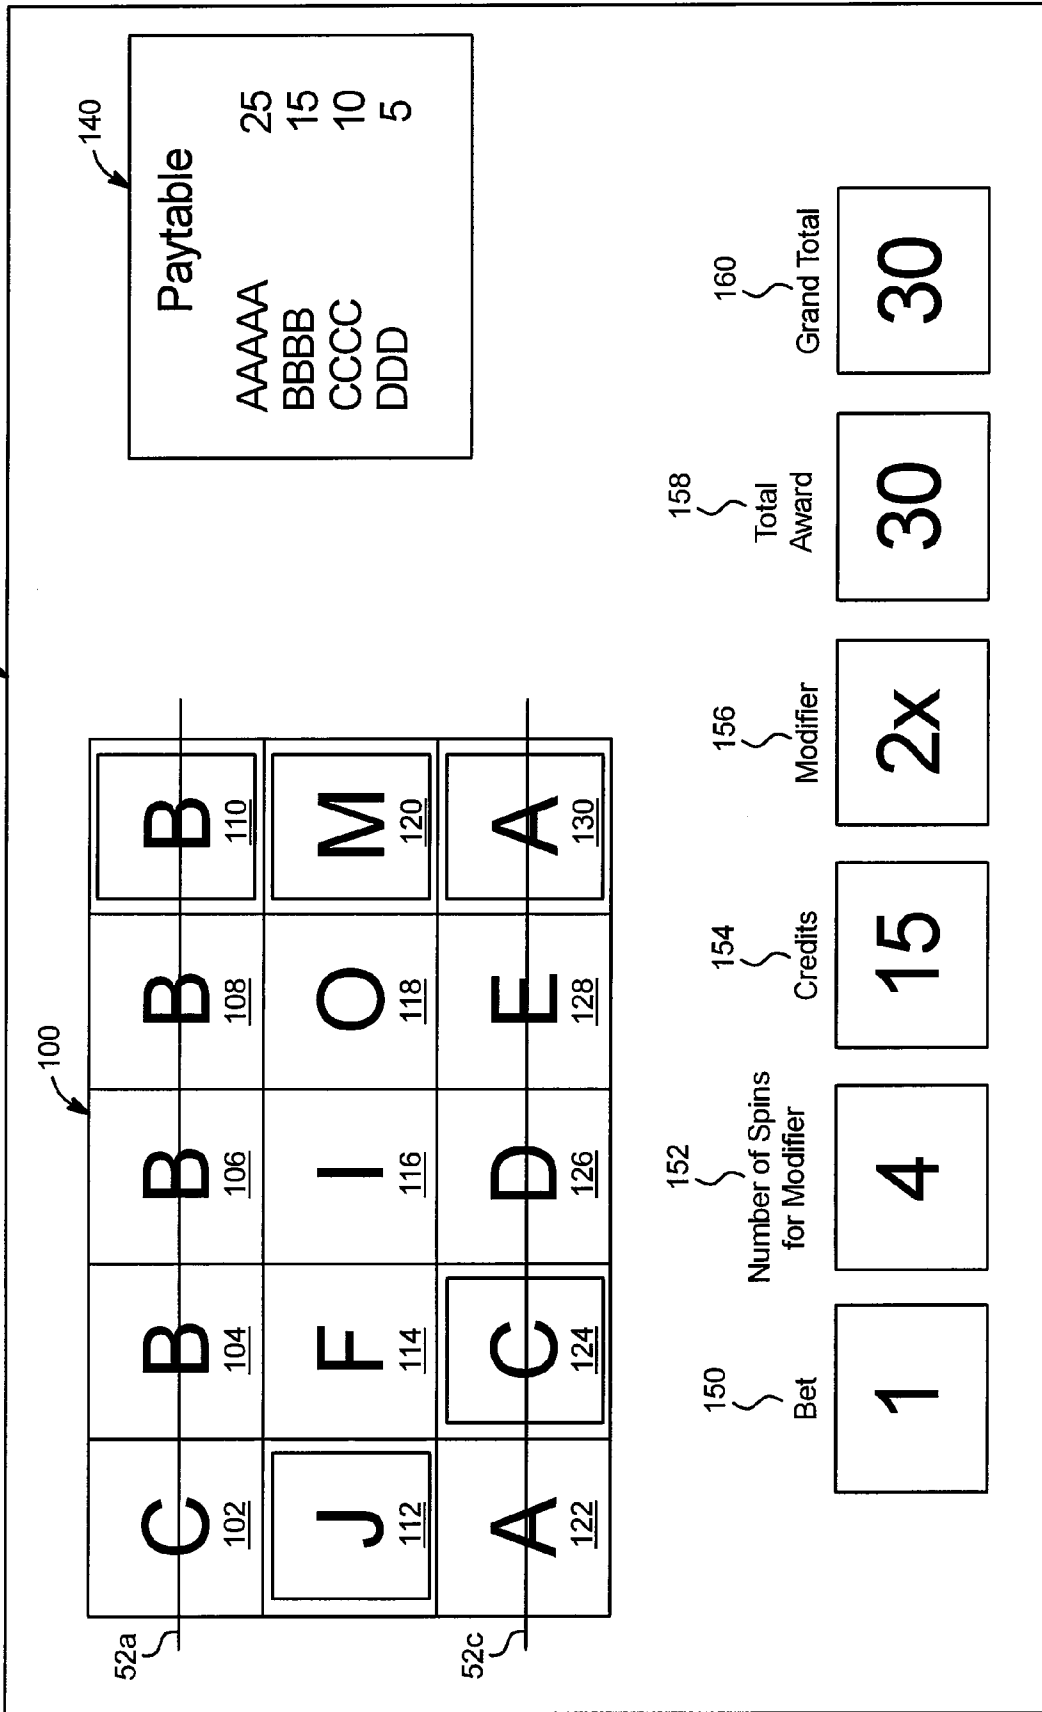 100
52a
C B B B B
102 104 106 108 110
J F I O M
112 114 116 118 120
52c
A C D E A
122 124 126 128 130
140
Paytable
AAAAA 25
BBBB 15
CCCC 10
DDD 5
150
Bet
1
152
Number of Spins
for Modifier
4
154
Credits
15
156
Modifier
2x
158
Total
Award
30
160
Grand Total
30